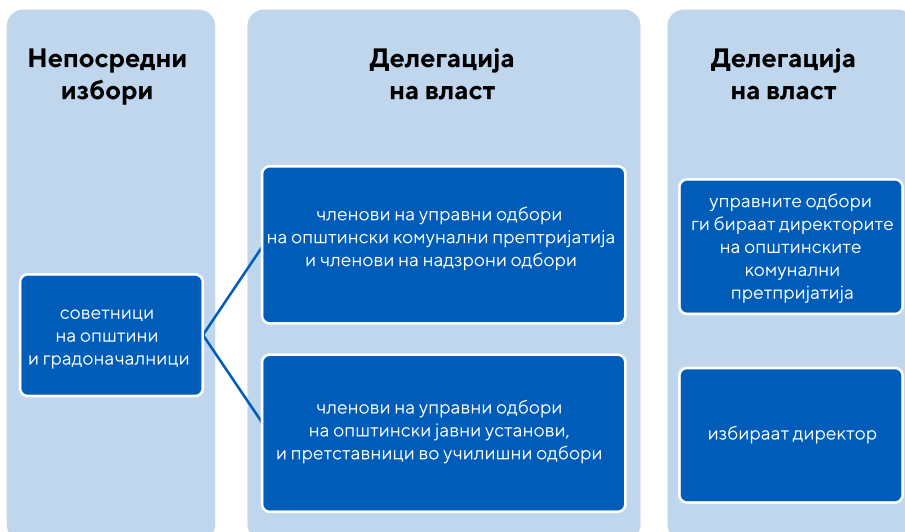 Непосредни
избори
советници
на општини
и градоначалници
Делегација
на власт
членови на управни одбори
на општински комунални прептријатија
и членови на надзрони одбори
членови на управни одбори
на општински јавни установи,
и претставници во училишни одбори
Делегација
на власт
управните одбори
ги бираат директорите
на општинските
комунални
претпријатија
избираат директор